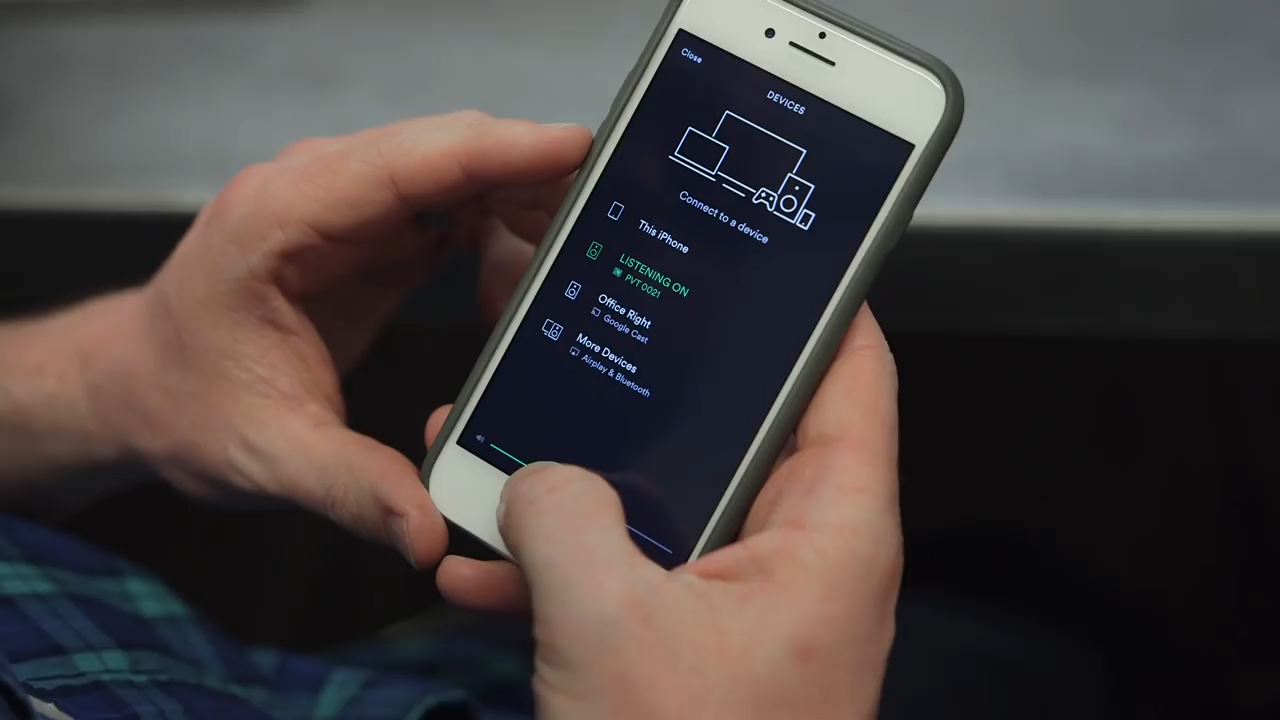 Close
DEVICES
Connect to a device
This iPhone
LISTENING ON
PVT 0021
Office Right
Google Cast
More Devices
Airplay & Bluetooth